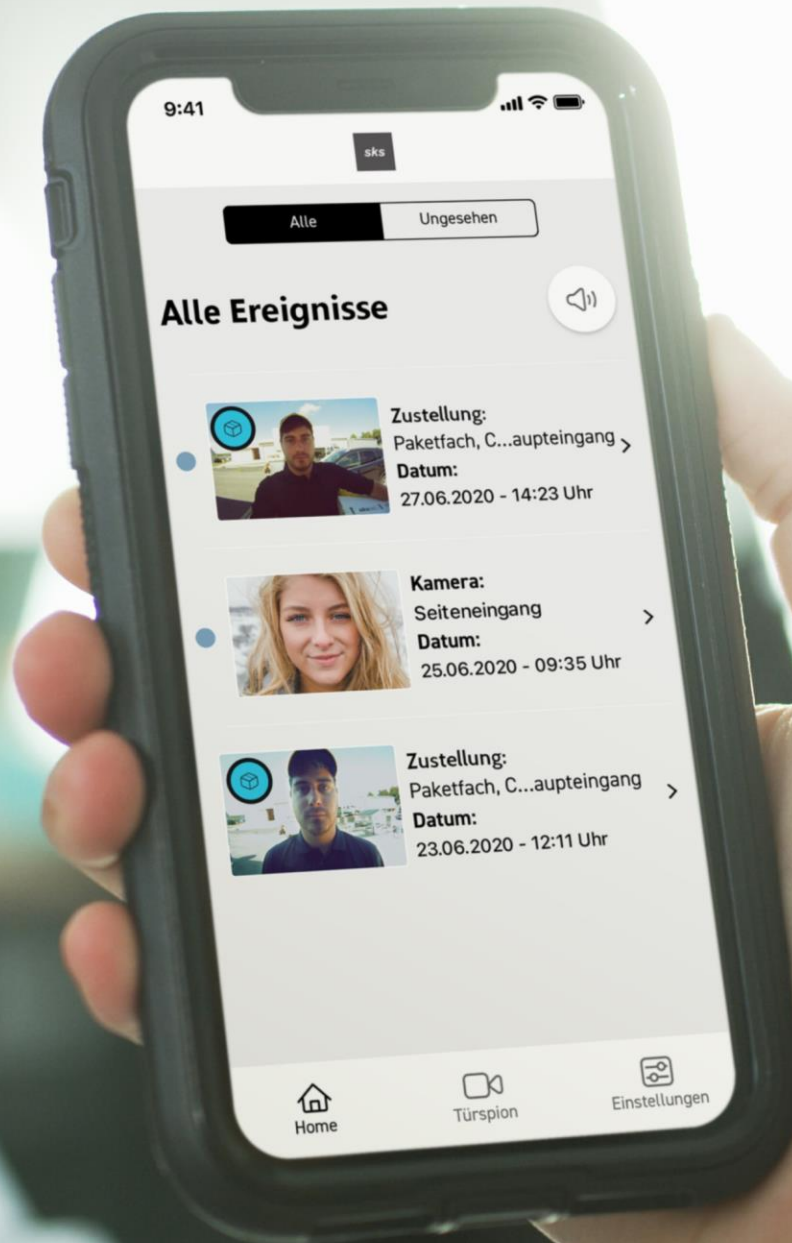 9:41
sks
Alle
Ungesehen
Alle Ereignisse
Zustellung:
Paketfach, C...aupteingang
Datum:
27.06.2020 - 14:23 Uhr
Kamera:
Seiteneingang
Datum:
25.06.2020 - 09:35 Uhr
Zustellung:
Paketfach, C...aupteingang
Datum:
23.06.2020 - 12:11 Uhr
Home
Türspion
Einstellungen